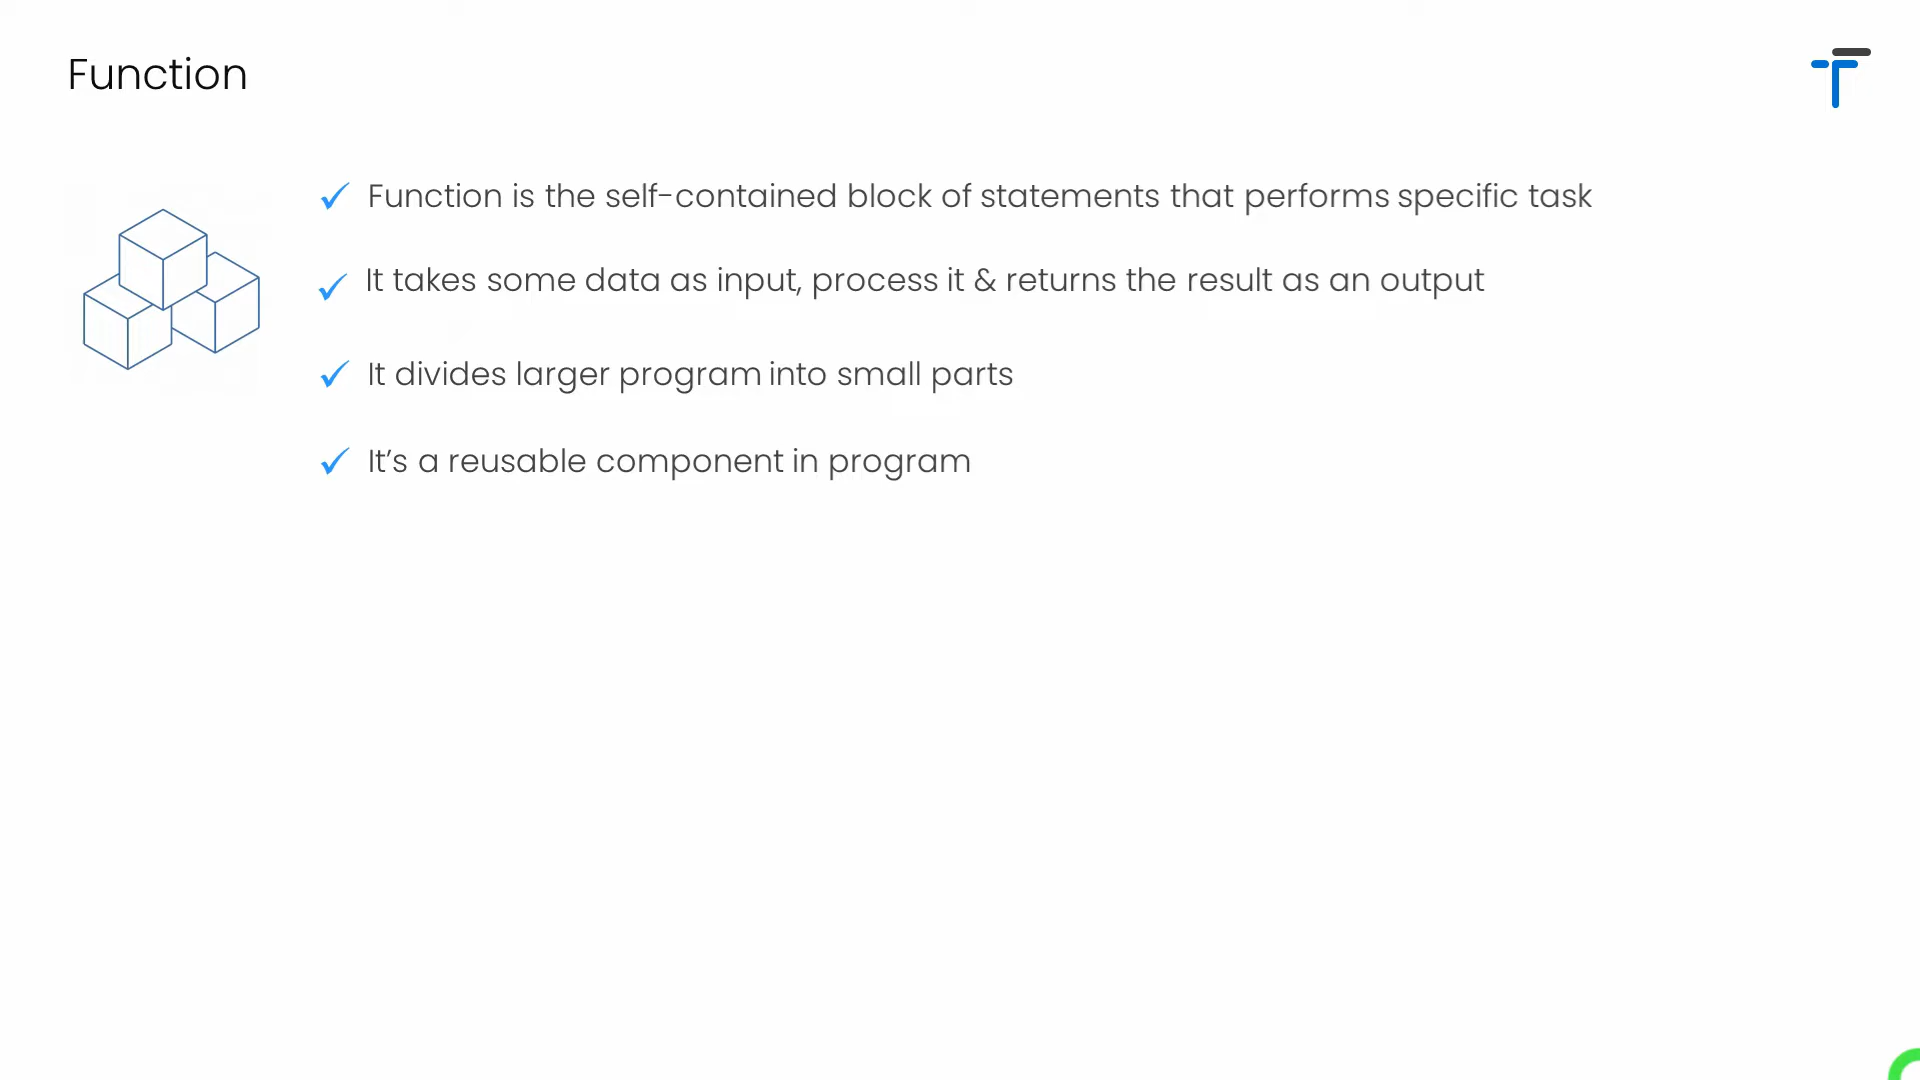 Function
Function is the self-contained block of statements that performs specific task
It takes some data as input, process it & returns the result as an output
It divides larger program into small parts
It’s a reusable component in program